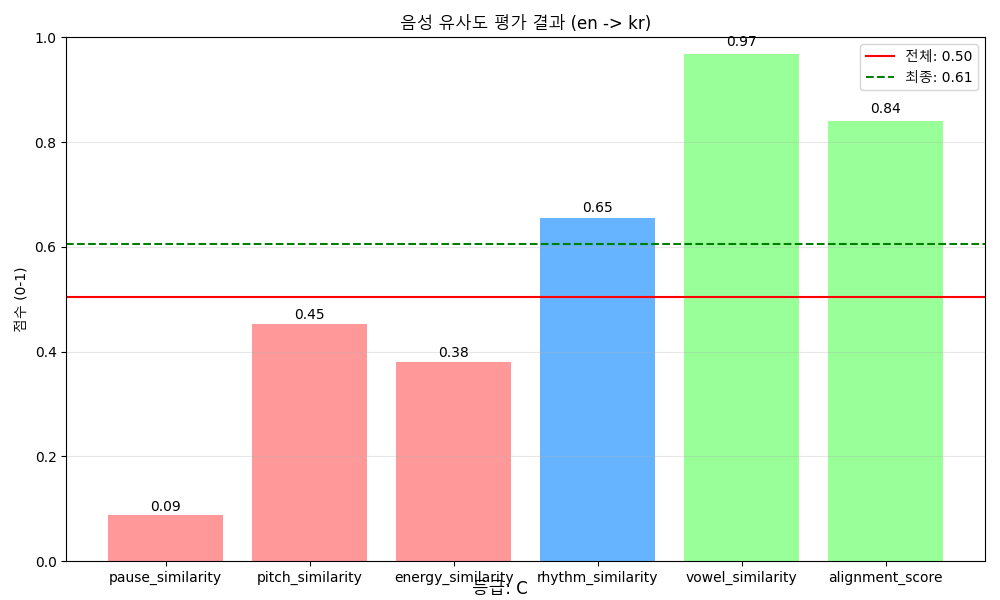 음성 유사도 평가 결과 (en -> kr)
전체: 0.50
최종: 0.61
점수 (0-1)
1.0
0.8
0.6
0.4
0.2
0.0
0.09
0.45
0.38
0.65
0.97
0.84
pause_similarity
pitch_similarity
energy_similarity
rhythm_similarity
vowel_similarity
alignment_score
등급: C